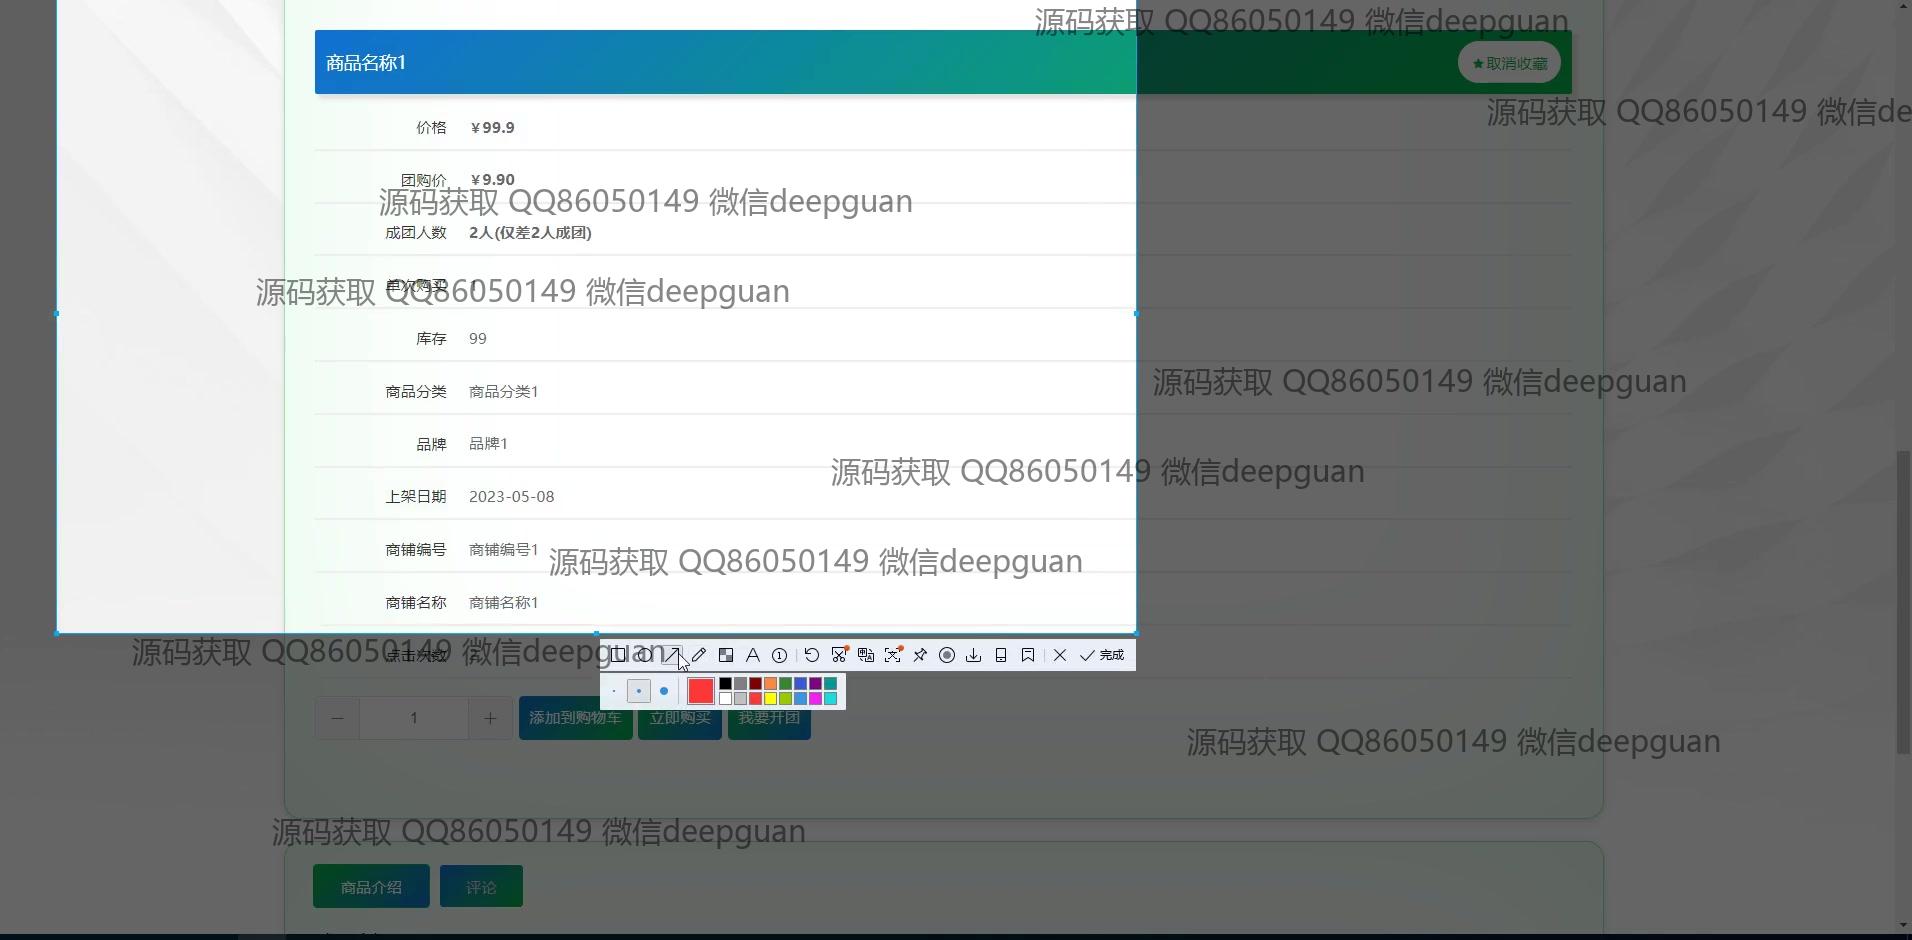 源码获取 QQ86050149 微信deepguan
商品名称1
★取消收藏
源码获取 QQ86050149 微信de
价格 ￥99.9
团购价 ￥9.90
源码获取 QQ86050149 微信deepguan
成团人数 2人(仅差2人成团)
单次购买
源码获取 QQ86050149 微信deepguan
库存 99
源码获取 QQ86050149 微信deepguan
商品分类 商品分类1
品牌 品牌1
源码获取 QQ86050149 微信deepguan
上架日期 2023-05-08
商铺编号 商铺编号1
源码获取 QQ86050149 微信deepguan
商铺名称 商铺名称1
源码获取 QQ86050149 微信deepguan
点击次数
完成
1
添加到购物车 立即购买 我要开团
源码获取 QQ86050149 微信deepguan
源码获取 QQ86050149 微信deepguan
商品介绍 评论